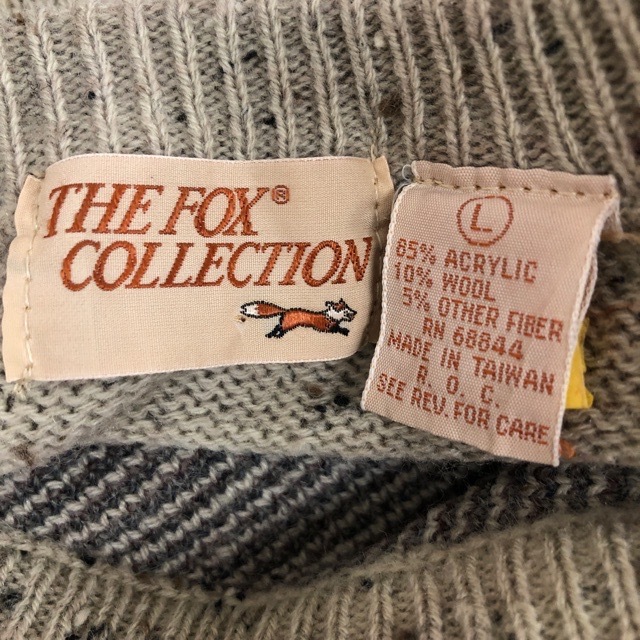 THE FOX®
COLLECTION
L
85% ACRYLIC
10% WOOL
5% OTHER FIBER
RN 68844
MADE IN TAIWAN
R. O. C.
SEE REV. FOR CARE